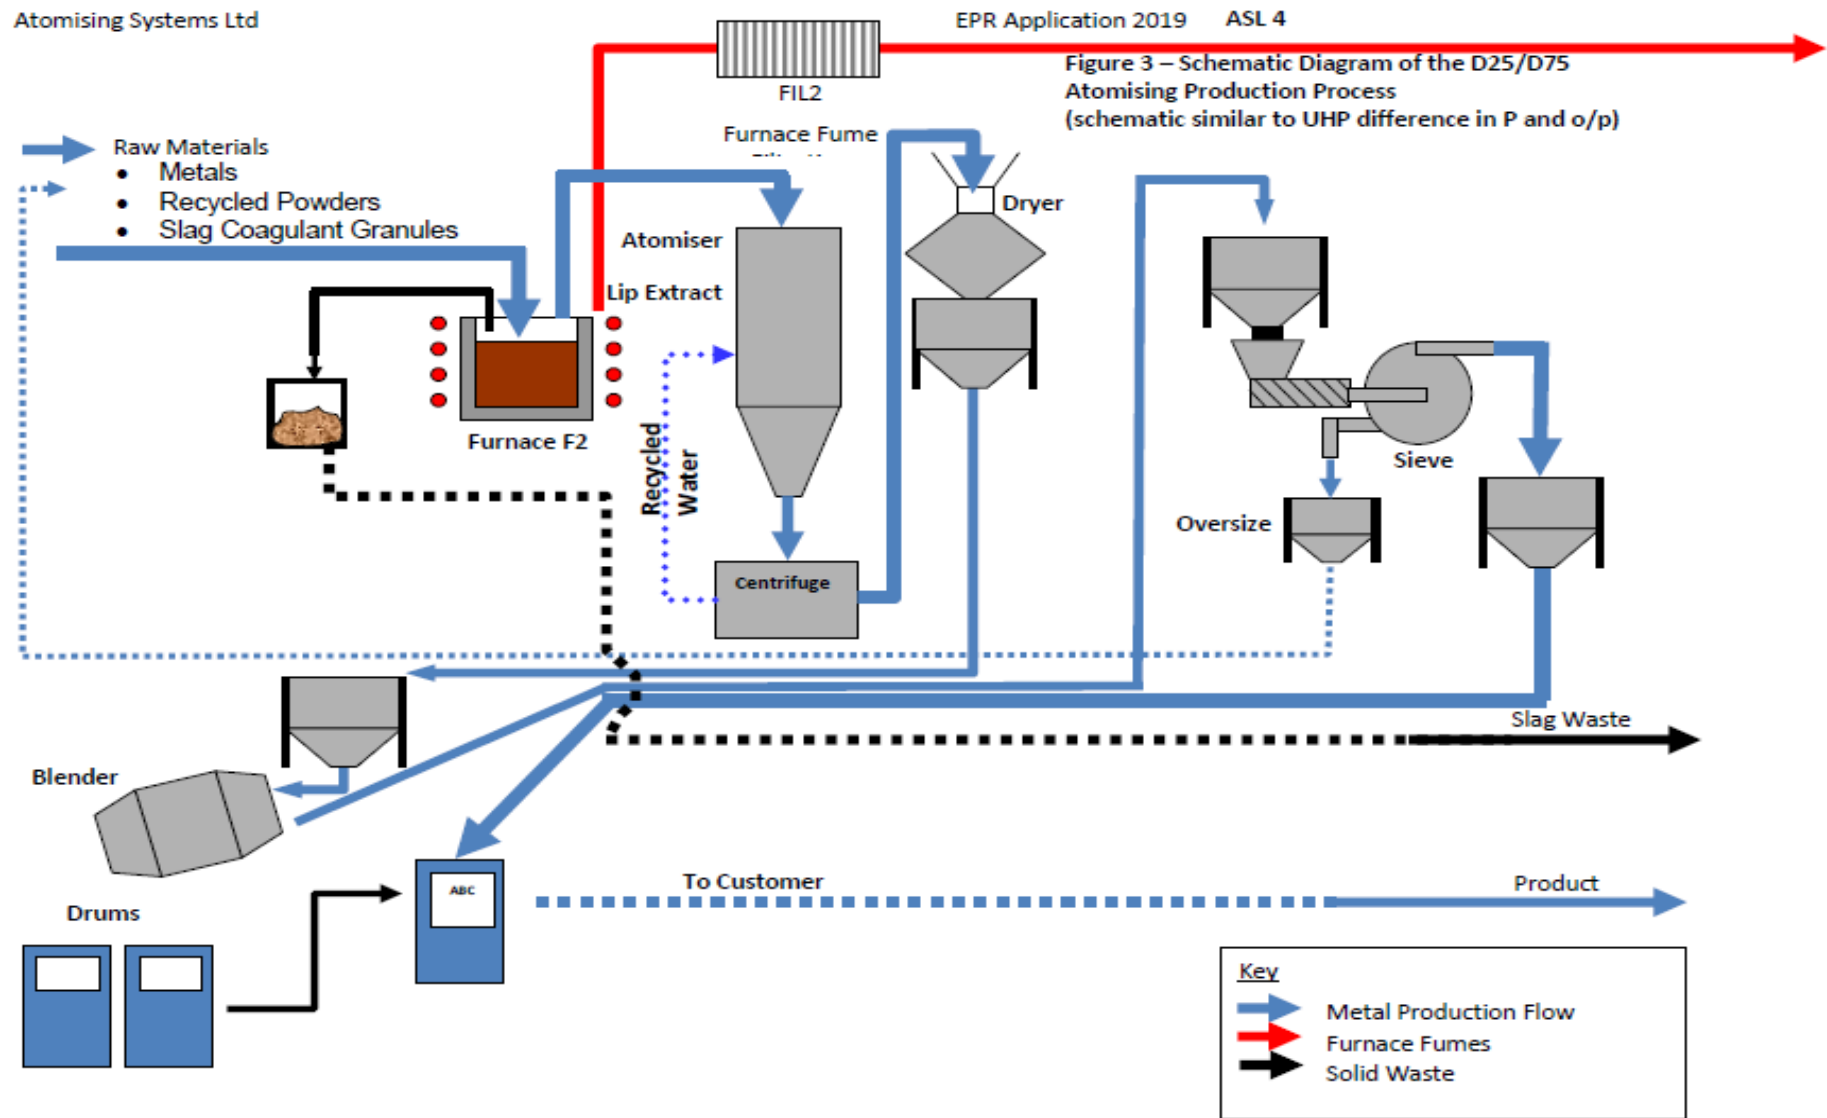 Atomising Systems Ltd
EPR Application 2019 ASL 4
Figure 3 – Schematic Diagram of the D25/D75
Atomising Production Process
(schematic similar to UHP difference in P and o/p)
FIL2
Furnace Fume
Raw Materials
• Metals
• Recycled Powders
• Slag Coagulant Granules
Dryer
Atomiser
Lip Extract
Furnace F2
Recycled
Water
Sieve
Oversize
Centrifuge
Slag Waste
Blender
ABC
To Customer
Product
Drums
Key
Metal Production Flow
Furnace Fumes
Solid Waste